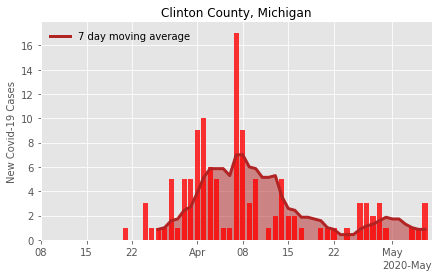 Clinton County, Michigan
7 day moving average
New Covid-19 Cases
16
14
12
10
8
6
4
2
0
08 15 22 Apr 08 15 22 May
2020-May